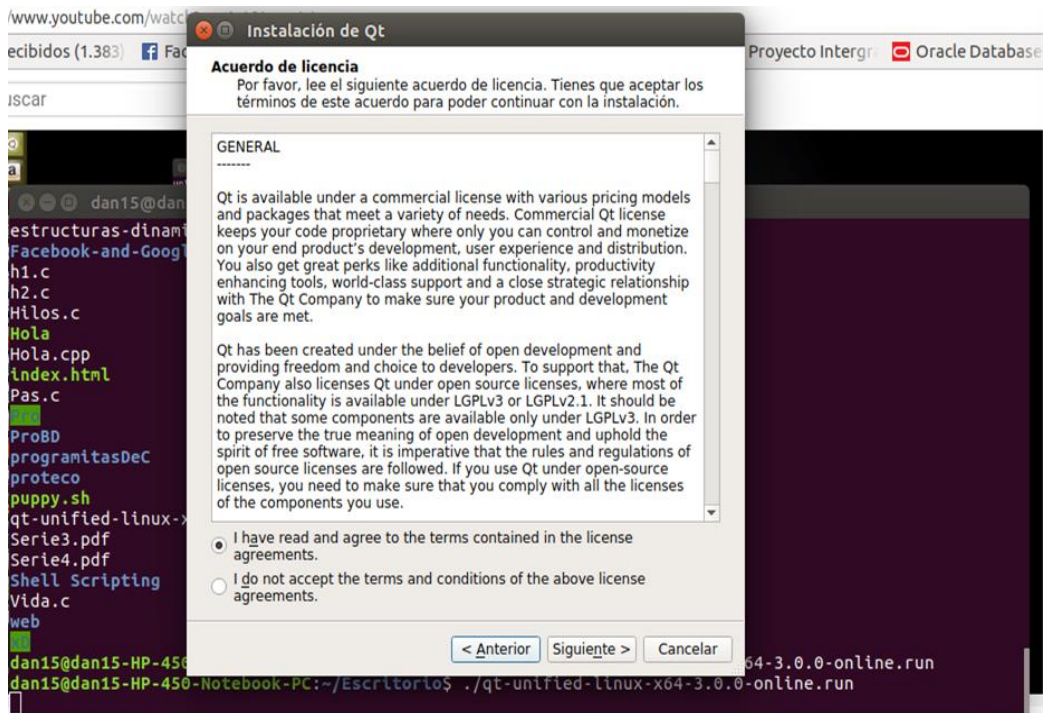 /www.youtube.com/watc
ecibidos (1.383) Fac
Proyecto Intergr Oracle Database
uscar
Instalación de Qt
Acuerdo de licencia
Por favor, lee el siguiente acuerdo de licencia. Tienes que aceptar los
términos de este acuerdo para poder continuar con la instalación.
GENERAL
-------
Qt is available under a commercial license with various pricing models
and packages that meet a variety of needs. Commercial Qt license
keeps your code proprietary where only you can control and monetize
on your end product's development, user experience and distribution.
You also get great perks like additional functionality, productivity
enhancing tools, world-class support and a close strategic relationship
with The Qt Company to make sure your product and development
goals are met.
Qt has been created under the belief of open development and
providing freedom and choice to developers. To support that, The Qt
Company also licenses Qt under open source licenses, where most of
the functionality is available under LGPLv3 or LGPLv2.1. It should be
noted that some components are available only under LGPLv3. In order
to preserve the true meaning of open development and uphold the
spirit of free software, it is imperative that the rules and regulations of
open source licenses are followed. If you use Qt under open-source
licenses, you need to make sure that you comply with all the licenses
of the components you use.
I have read and agree to the terms contained in the license
agreements.
I do not accept the terms and conditions of the above license
agreements.
< Anterior Siguiente > Cancelar
dan15@dan
estructuras-dinami
Facebook-and-Googl
h1.c
h2.c
Hilos.c
Hola
Hola.cpp
index.html
Pas.c
Pro
ProBD
programitasDeC
proteco
puppy.sh
qt-unified-linux-x
Serie3.pdf
Serie4.pdf
Shell Scripting
Vida.c
web
xD
dan15@dan15-HP-450 64-3.0.0-online.run
dan15@dan15-HP-450-Notebook-PC:~/Escritorio$ ./qt-unified-linux-x64-3.0.0-online.run